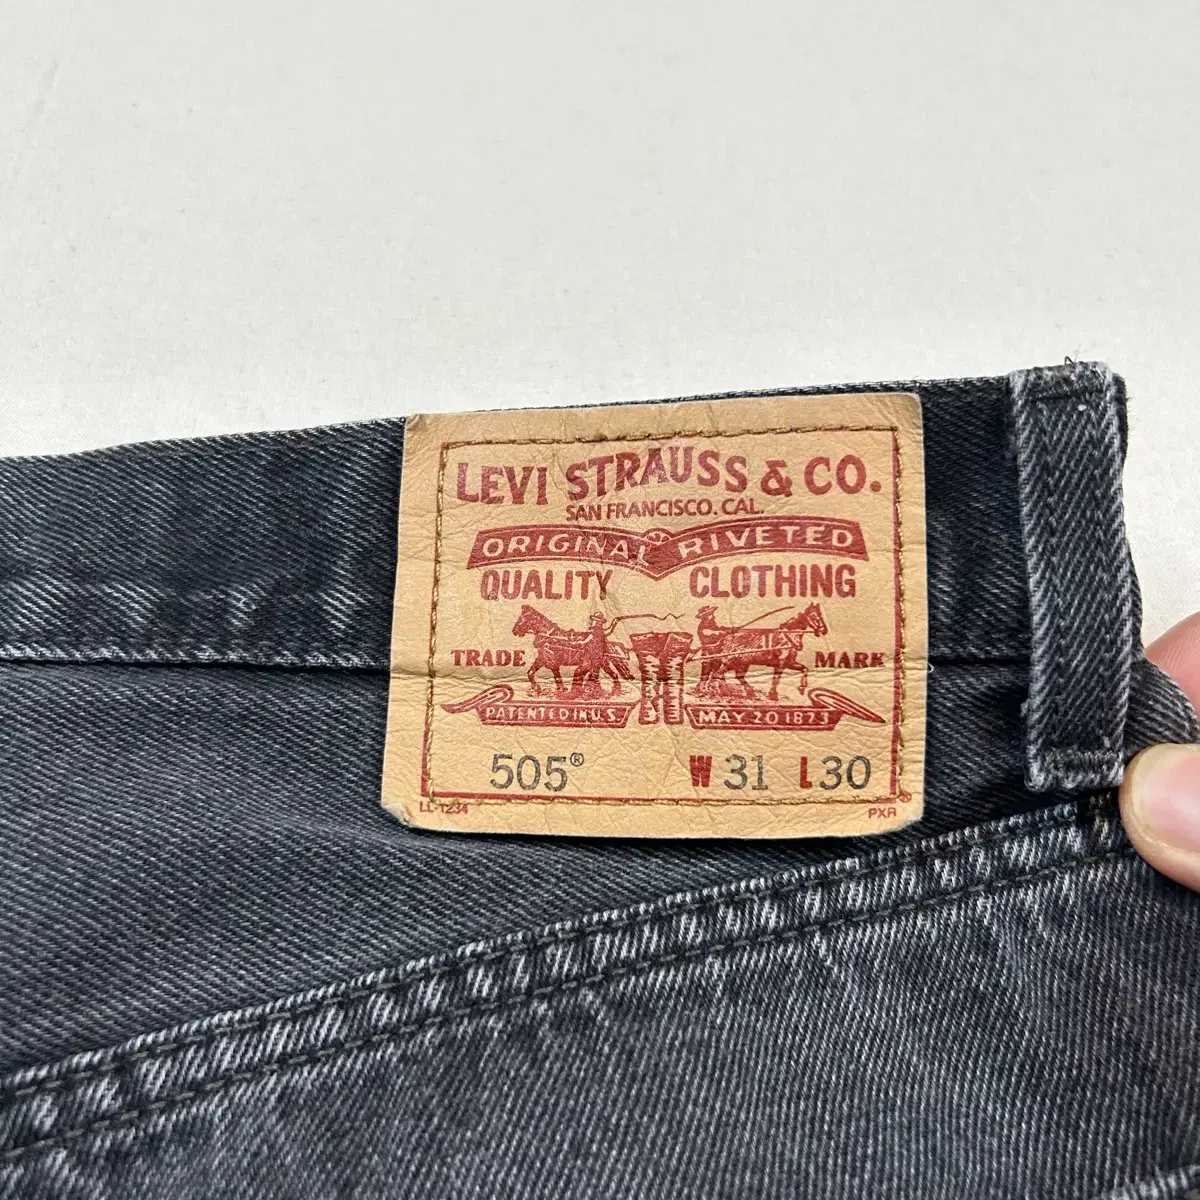 LEVI STRAUSS & CO.
SAN FRANCISCO. CAL.
ORIGINAL RIVETED
QUALITY CLOTHING
TRADE MARK
PATENTED IN U.S. MAY 20 1873
505® W 31 L 30
LL-1234 PXR ®